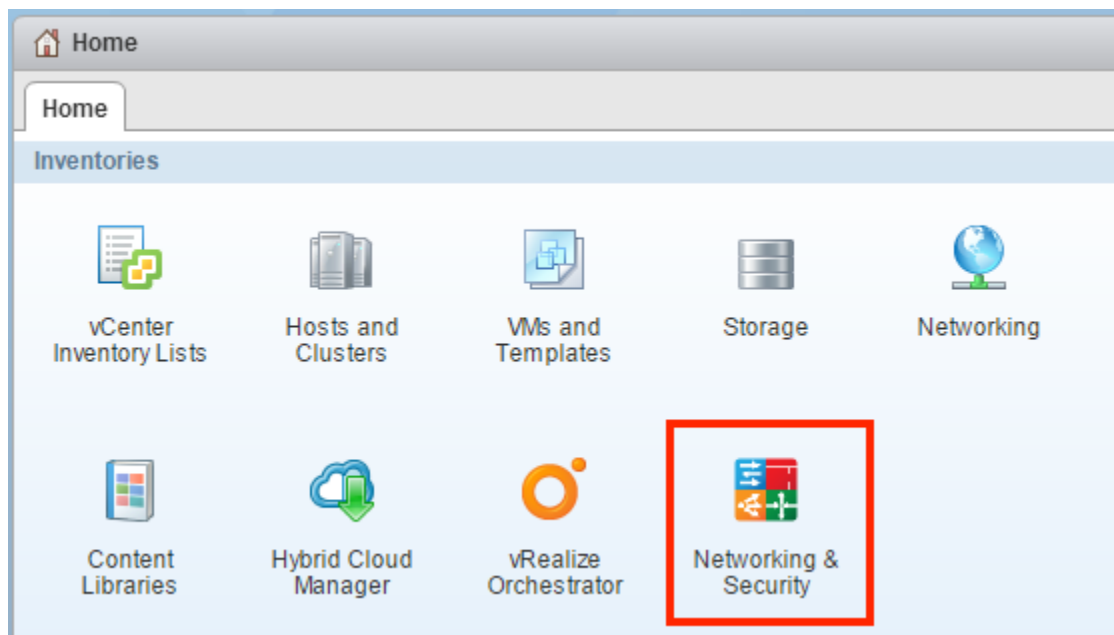 Home
Home
Inventories
vCenter
Inventory Lists
Hosts and
Clusters
VMs and
Templates
Storage
Networking
Content
Libraries
Hybrid Cloud
Manager
vRealize
Orchestrator
Networking &
Security